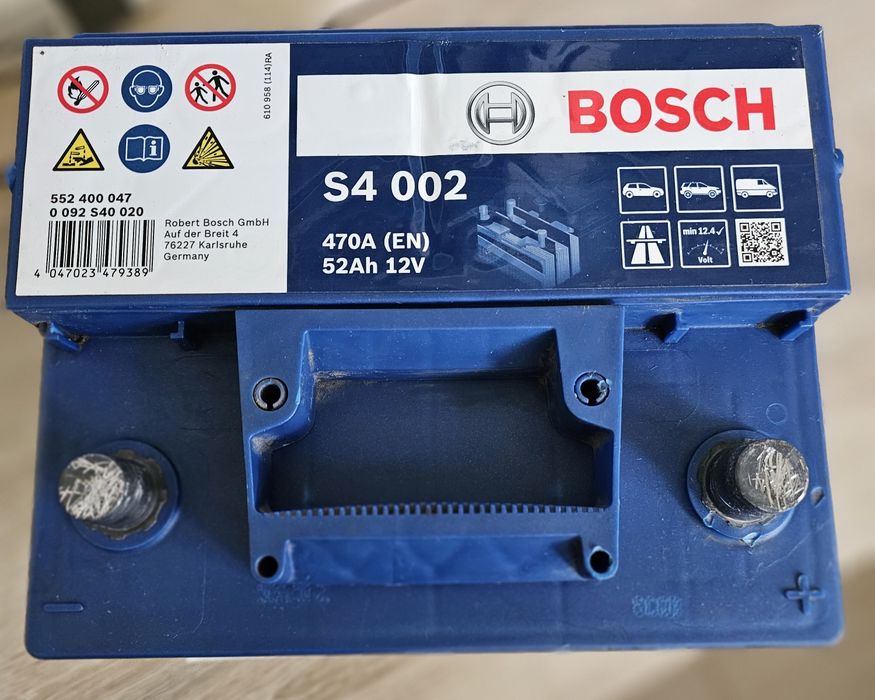 610 958 (114)RA
BOSCH
S4 002
552 400 047
0 092 S40 020
Robert Bosch GmbH
Auf der Breit 4
76227 Karlsruhe
Germany
4 047023 479389
470A (EN)
52Ah 12V
min 12.4 ✓
Volt
i
H
− +